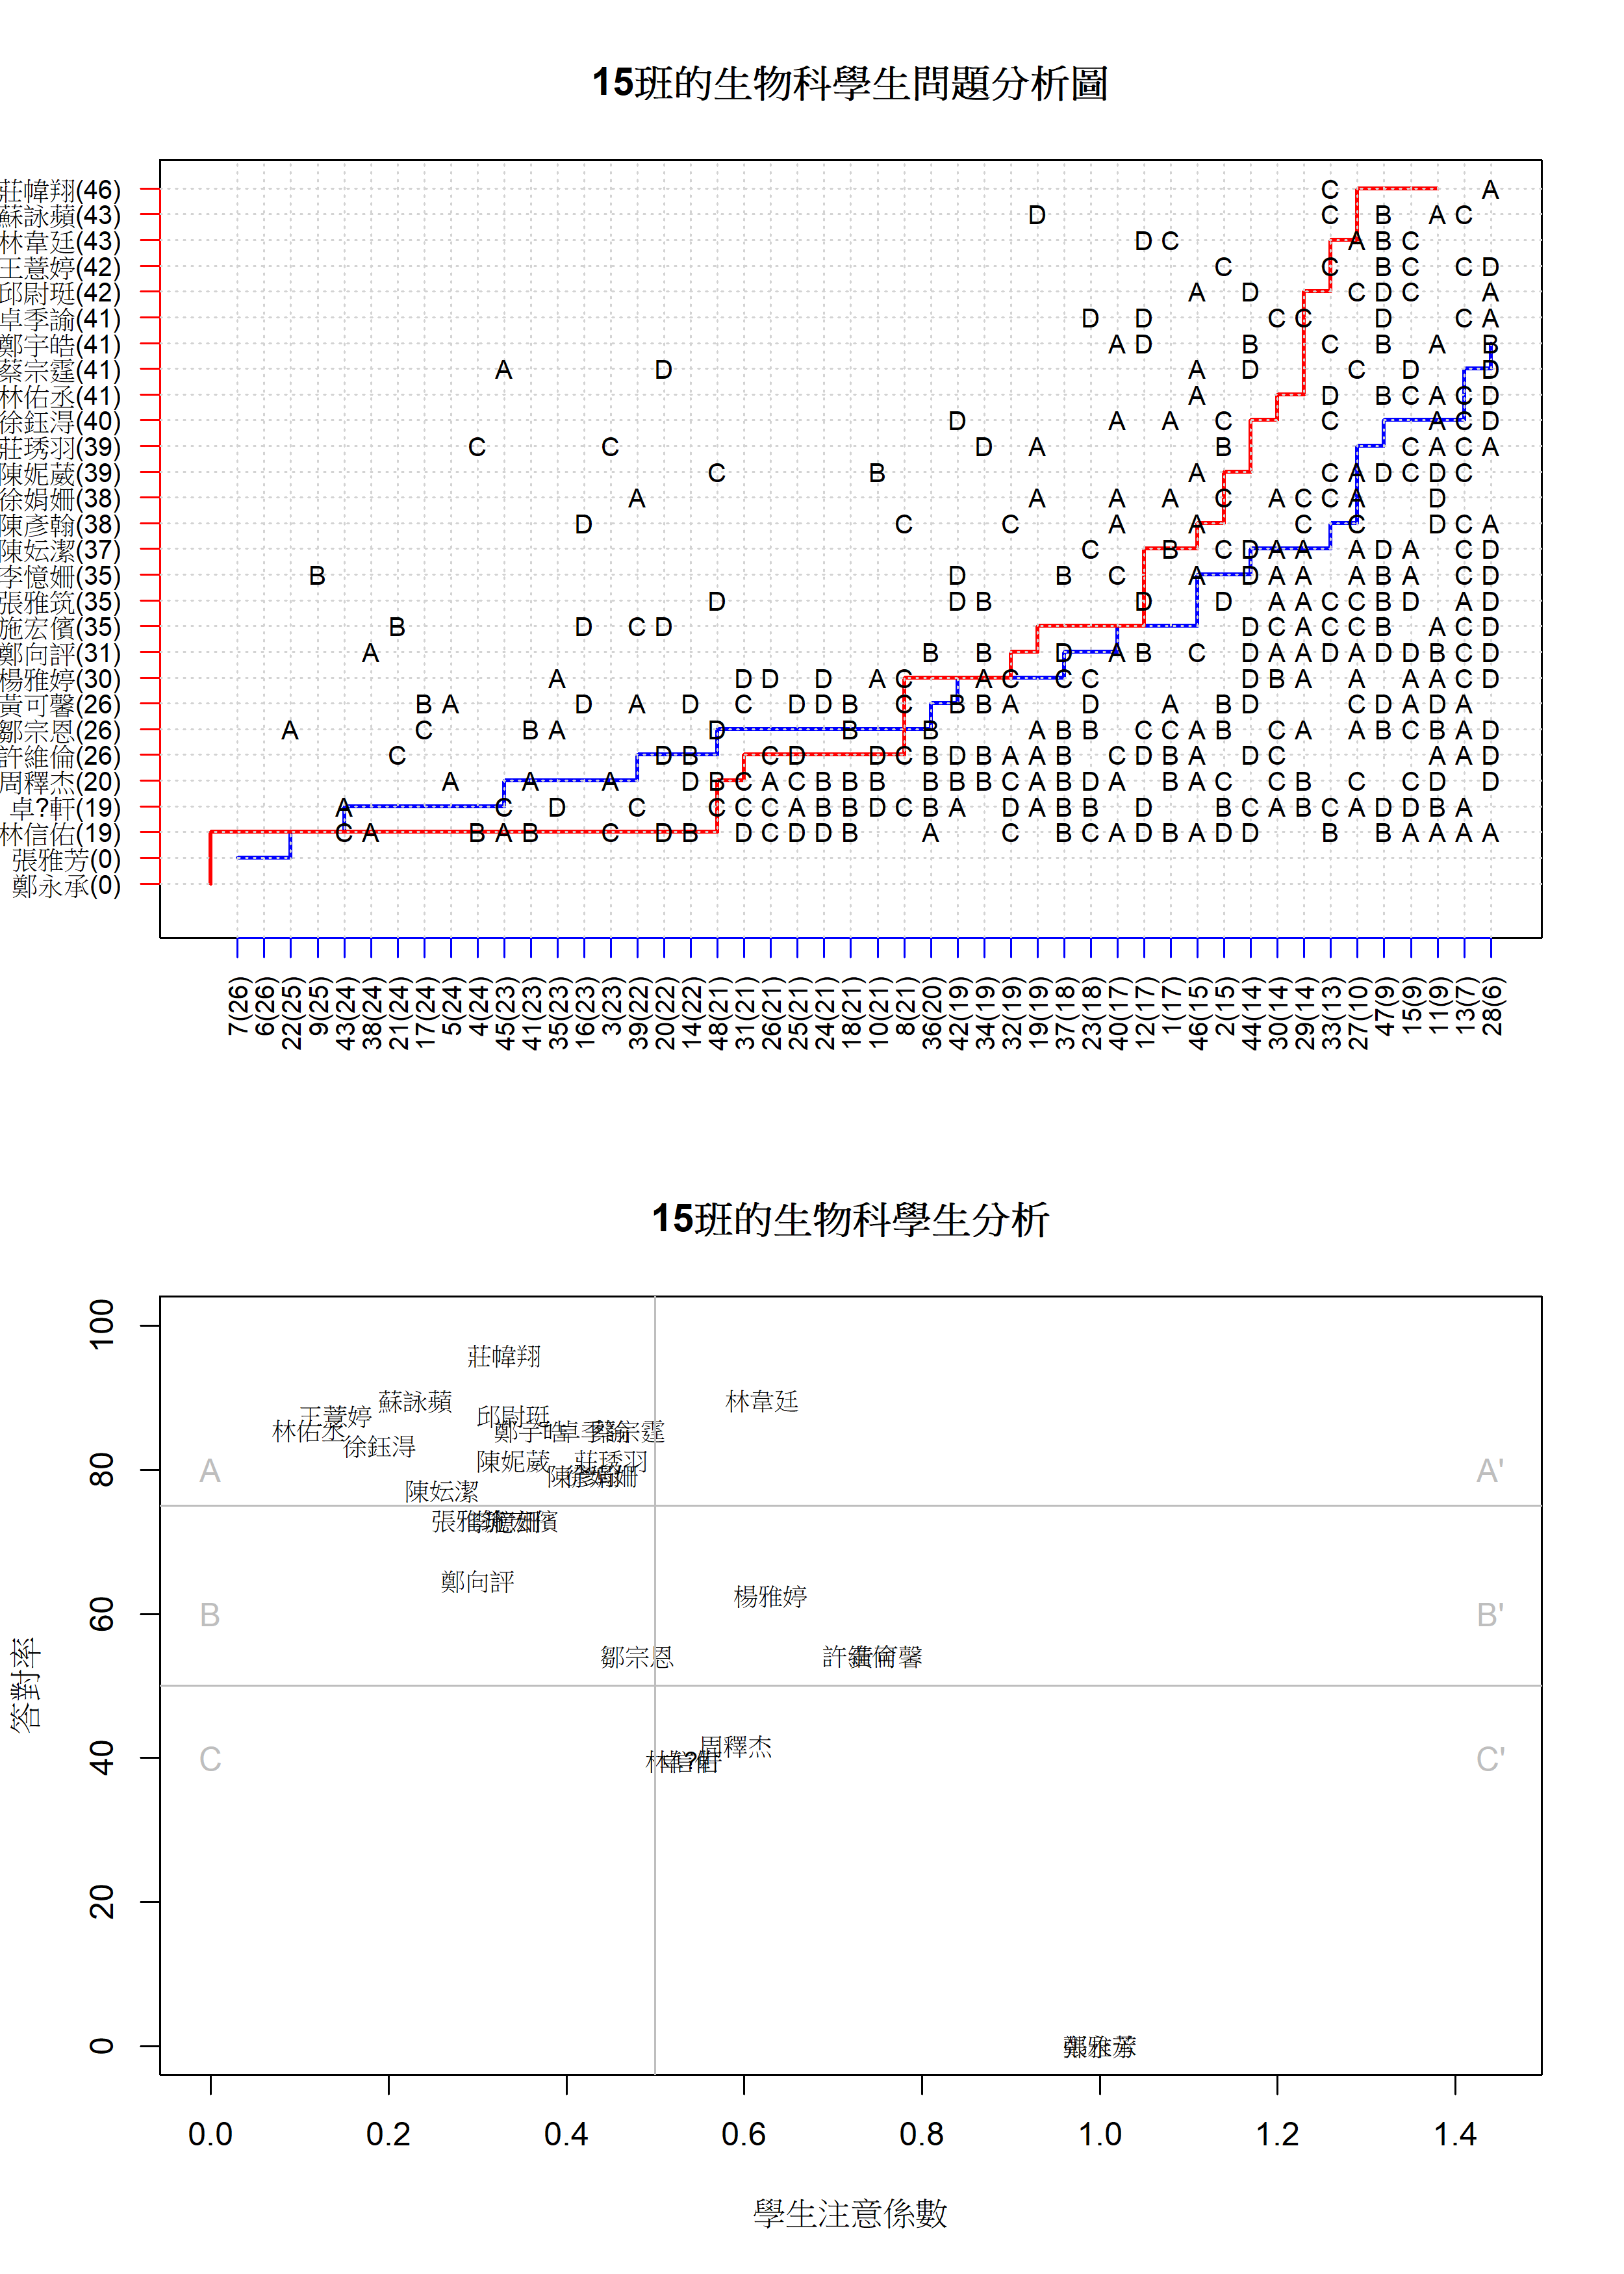 15班的生物科學生問題分析圖
莊幃翔(46) C A
蘇詠蘋(43) D C B A C
林韋廷(43) D C A B C
王薏婷(42) C C B C C D
邱尉珽(42) A D C D C A
卓季諭(41) D D C C D C A
鄭宇皓(41) A D B C B A B
蔡宗霆(41) A D A D C D D
林佑丞(41) A D B C A C D
徐鈺淂(40) D A A C C A C D
莊琇羽(39) C C D A B C A C A
陳妮葳(39) C B A C A D C D C
徐娟姍(38) A A A A C A C C A D
陳彥翰(38) D C C A A C C D C A
陳妘潔(37) C B C D A A A D A C D
李憶姍(35) B D B C A D A A A B A C D
張雅筑(35) D D B D D A A C C B D A D
施宏儐(35) B D C D D C A C C B A C D
鄭向評(31) A B B D A B C D A A D A D D B C D
楊雅婷(30) A D D D A C A C C C D B A A A A C D
黃可馨(26) B A D A D C D D B C B B A D A B D C D A D A
鄒宗恩(26) A C B A D B B A B B C C A B C A C A B A D
許維倫(26) C D B C D D C B D B A A B C D B A D C A A D
周釋杰(20) A A A D B C A C B B B B B B C A B D A B A C C B C C D D
卓?軒(19) A C D C C C C A B B D C B A D A B B D B C A B C A D D B A
林信佑(19) C A B A B C D B D C D D B A C B C A D B A D D B B A A A A
張雅芳(0)
鄭永承(0)
7(26) 6(26) 22(25) 9(25) 43(24) 38(24) 21(24) 17(24) 5(24) 4(24) 45(23) 41(23) 35(23) 16(23) 3(23) 39(22) 20(22) 14(22) 48(21) 31(21) 26(21) 25(21) 24(21) 18(21) 10(21) 8(21) 36(20) 42(19) 34(19) 32(19) 19(19) 37(18) 23(18) 40(17) 12(17) 1(17) 46(15) 2(15) 44(14) 30(14) 29(14) 33(13) 27(10) 47(9) 15(9) 11(9) 13(7) 28(6)
15班的生物科學生分析
100
莊幃翔
蘇詠蘋
林韋廷
王薏婷
邱尉珽
林佑丞
鄭宇皓
徐鈺淂
陳妮葳
莊琇羽
80
A
A'
陳妘潔
鄭向評
楊雅婷
60
B
B'
鄒宗恩
周釋杰
40
C
C'
20
0
答對率
0.0 0.2 0.4 0.6 0.8 1.0 1.2 1.4
學生注意係數